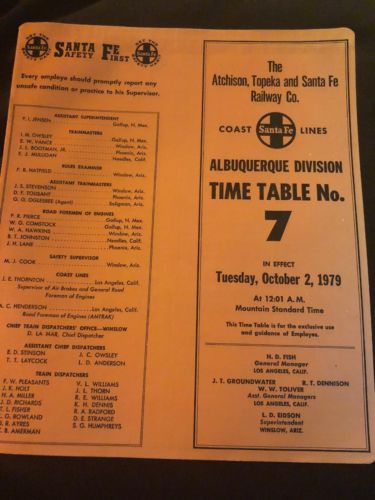 Santa Fe
SANTA FE
SAFETY FIRST
Santa Fe
Every employe should promptly report any
unsafe condition or practice to his Supervisor.
ASSISTANT SUPERINTENDENT
P. I. JENSEN Gallup, N. Mex.
TRAINMASTERS
I. M. OWSLEY Gallup, N. Mex.
E. W. VANCE Winslow, Ariz.
J. L. BOOTMAN, JR. Phoenix, Ariz.
E. J. MULLIGAN Needles, Calif.
RULES EXAMINER
F. B. HATFIELD Winslow, Ariz.
ASSISTANT TRAINMASTERS
J. S. STEVENSON Winslow, Ariz.
D. F. TOLIBANT Phoenix, Ariz.
G. O. OGLESBEE (Agent) Seligman, Ariz.
ROAD FOREMEN OF ENGINES
P. R. PIERCE Gallup, N. Mex.
W. G. COMSTOCK Gallup, N. Mex.
W. A. HAWKINS Winslow, Ariz.
B. T. JOHNSTON Needles, Calif.
J. H. LANE Phoenix, Ariz.
SAFETY SUPERVISOR
M. J. COOK Winslow, Ariz.
COAST LINES
J. E. THORNTON Los Angeles, Calif.
Supervisor of Air Brakes and General Road
Foreman of Engines
A. C. HENDERSON Los Angeles, Calif.
Road Foreman of Engines (AMTRAK)
CHIEF TRAIN DISPATCHERS' OFFICE—WINSLOW
D. LA MAR, Chief Dispatcher
ASSISTANT CHIEF DISPATCHERS
E. D. STINSON J. C. OWSLEY
T. T. LAYCOCK L. D. ANDERSON
TRAIN DISPATCHERS
F. W. PLEASANTS V. L. WILLIAMS
J. K. HOLT J. L. THORN
H. A. MILLER R. E. WILLIAMS
J. D. RICHARDS K. H. DENNIS
T. L. FISHER R. A. RADFORD
C. G. ROWLAND D. E. STRANGE
D. R. AYRES S. G. HUMPHREYS
Z. B. AMERMAN
The
Atchison, Topeka and Santa Fe
Railway Co.
COAST Santa Fe LINES
ALBUQUERQUE DIVISION
TIME TABLE No.
7
IN EFFECT
Tuesday, October 2, 1979
At 12:01 A.M.
Mountain Standard Time
This Time Table is for the exclusive use
and guidance of Employes.
H. D. FISH
General Manager
LOS ANGELES, CALIF.
J. T. GROUNDWATER R. T. DENNISON
W. W. TOLIVER
Asst. General Managers
LOS ANGELES, CALIF.
L. D. EIDSON
Superintendent
WINSLOW, ARIZ.